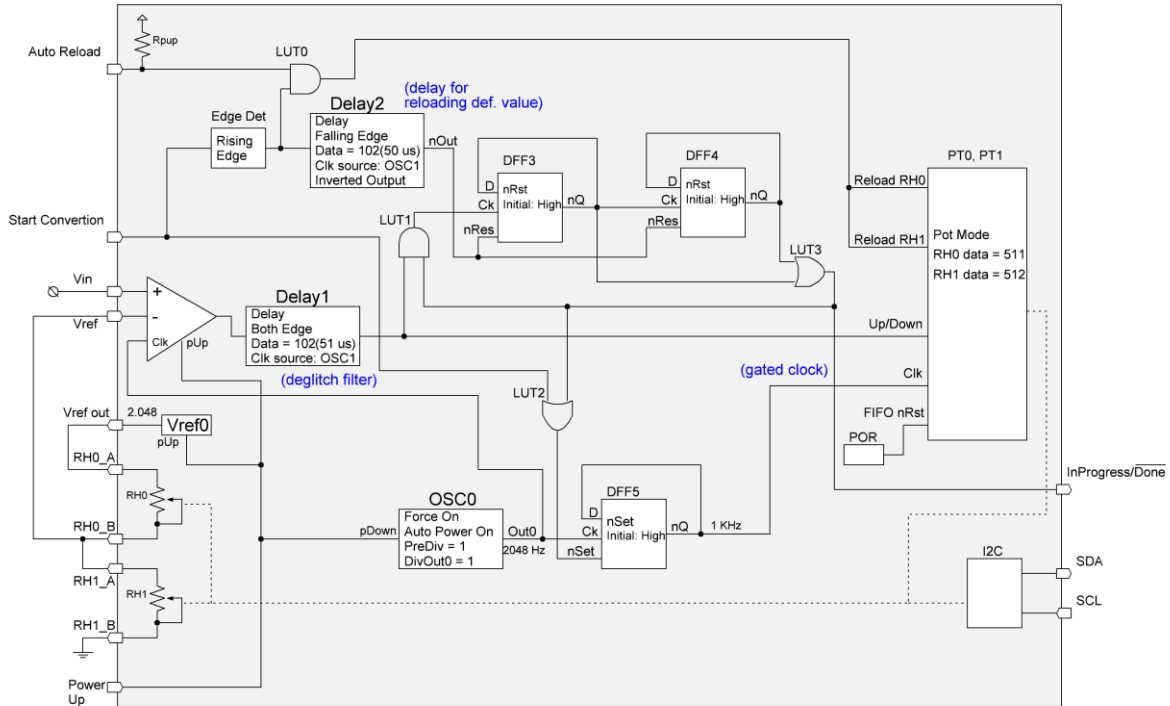 Rpup
Auto Reload
LUT0
(delay for
reloading def. value)
Edge Det
Rising
Edge
Delay2
Delay
Falling Edge
Data = 102(50 us)
Clk source: OSC1
Inverted Output
nOut
DFF3
D
nRst
Initial: High
Ck
nQ
nRes
DFF4
D
nRst
Initial: High
Ck
nQ
nRes
PT0, PT1
Reload RH0
Reload RH1
Pot Mode
RH0 data = 511
RH1 data = 512
Start Convertion
LUT1
LUT3
Vin
+
Vref
-
Clk
pUp
Delay1
Delay
Both Edge
Data = 102(51 us)
Clk source: OSC1
(deglitch filter)
Up/Down
(gated clock)
Clk
LUT2
FIFO nRst
POR
Vref out
2.048
Vref0
pUp
RH0_A
RH0
RH0_B
RH1_A
RH1
RH1_B
OSC0
Force On
Auto Power On
PreDiv = 1
DivOut0 = 1
pDown
Out0
2048 Hz
DFF5
D
nSet
Initial: High
Ck
nQ
nSet
1 KHz
InProgress/Done
I2C
SDA
SCL
Power
Up